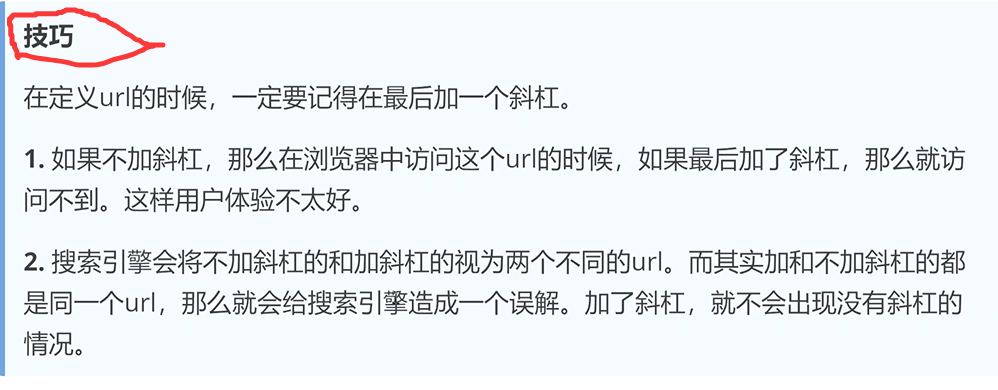 技巧
在定义url的时候，一定要记得在最后加一个斜杠。
1. 如果不加斜杠，那么在浏览器中访问这个url的时候，如果最后加了斜杠，那么就访
问不到。这样用户体验不太好。
2. 搜索引擎会将不加斜杠的和加斜杠的视为两个不同的url。而其实加和不加斜杠的都
是同一个url，那么就会给搜索引擎造成一个误解。加了斜杠，就不会出现没有斜杠的
情况。